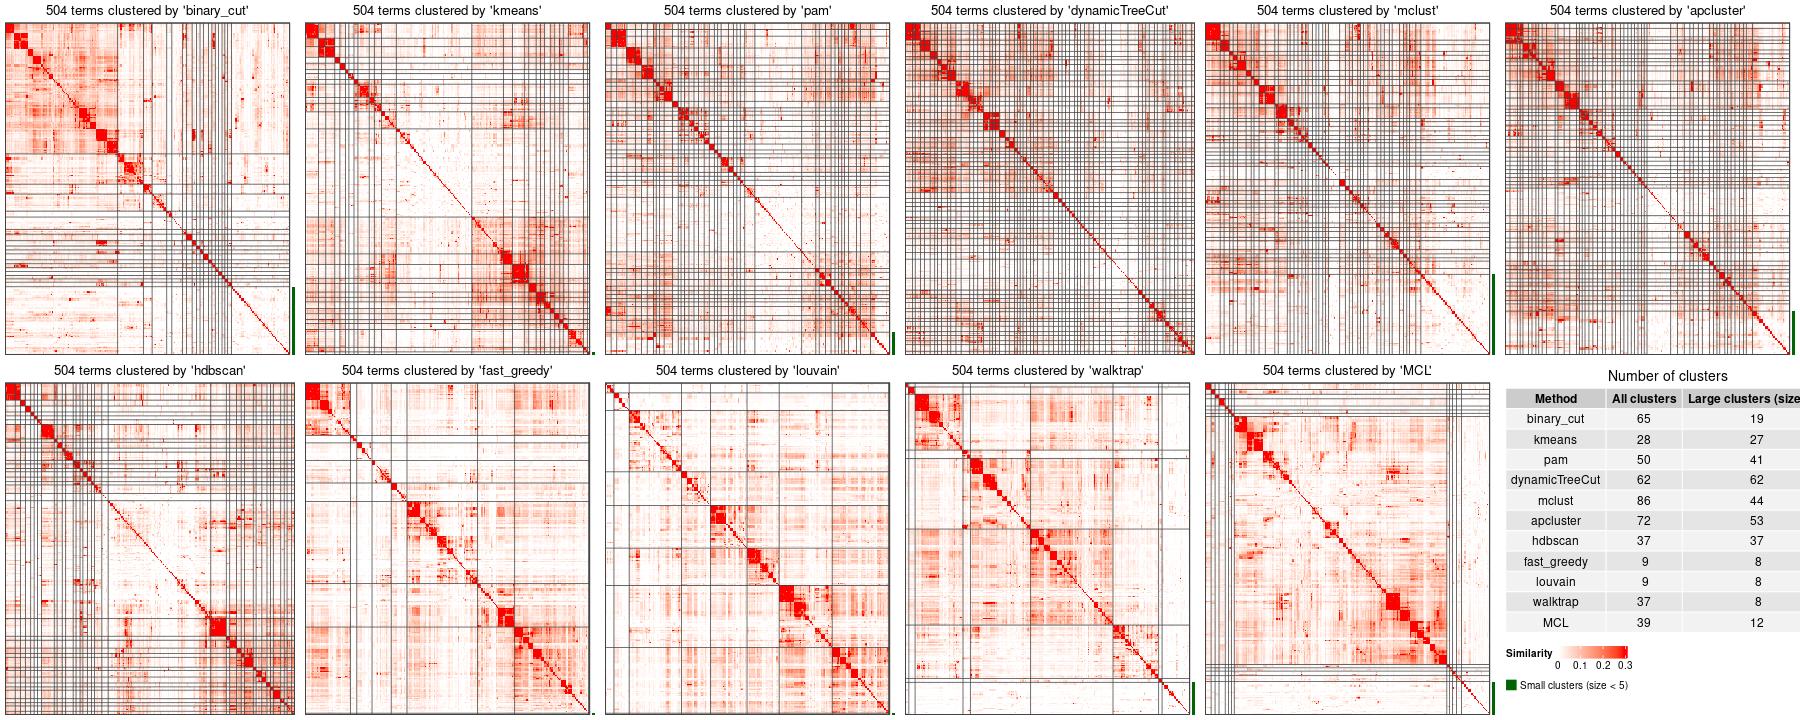 504 terms clustered by 'binary_cut'
504 terms clustered by 'kmeans'
504 terms clustered by 'pam'
504 terms clustered by 'dynamicTreeCut'
504 terms clustered by 'mclust'
504 terms clustered by 'apcluster'
504 terms clustered by 'hdbscan'
504 terms clustered by 'fast_greedy'
504 terms clustered by 'louvain'
504 terms clustered by 'walktrap'
504 terms clustered by 'MCL'
Number of clusters
Method All clusters Large clusters (size
binary_cut 65 19
kmeans 28 27
pam 50 41
dynamicTreeCut 62 62
mclust 86 44
apcluster 72 53
hdbscan 37 37
fast_greedy 9 8
louvain 9 8
walktrap 37 8
MCL 39 12
Similarity
0 0.1 0.2 0.3
Small clusters (size < 5)